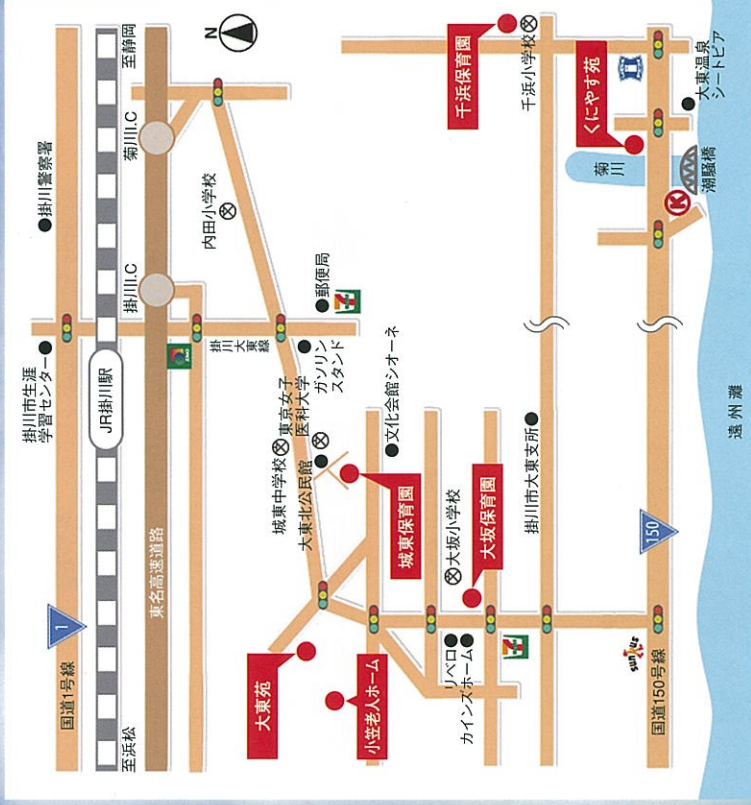 掛川市生涯
学習センター
掛川警察署
国道1号線
1
至浜松
JR掛川駅
至静岡
東名高速道路
掛川I.C
菊川I.C
N
掛川
大東
線
内田小学校
郵便局
ガソリン
スタンド
東京女子
医科大学
城東中学校
大東北公民館
文化会館シオーネ
城東保育園
大東苑
小笠老人ホーム
大坂小学校
大坂保育園
リベロ
カインズホーム
掛川市大東支所
千浜保育園
千浜小学校
くにやす苑
菊川
潮騒橋
K
大東温泉
シートピア
sunkus
国道150号線
150
遠州灘